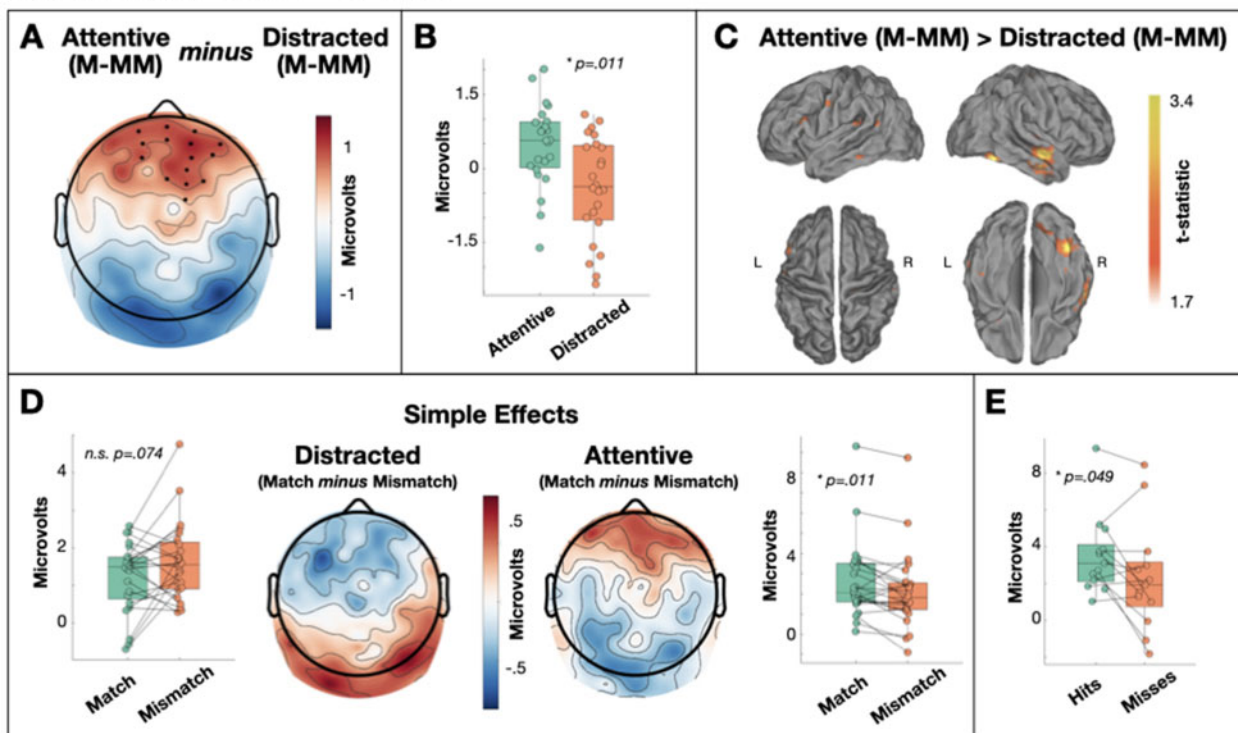 A
Attentive (M-MM) minus Distracted (M-MM)
1
-1
Microvolts
B
* p=.011
1.5
0
-1.5
Microvolts
Attentive
Distracted
C
Attentive (M-MM) > Distracted (M-MM)
L
R
L
R
3.4
1.7
t-statistic
D
Simple Effects
n.s. p=.074
4
2
0
Microvolts
Match
Mismatch
Distracted
(Match minus Mismatch)
.5
-.5
Microvolts
Attentive
(Match minus Mismatch)
* p=.011
8
4
0
Microvolts
Match
Mismatch
E
* p=.049
8
4
0
Microvolts
Hits
Misses